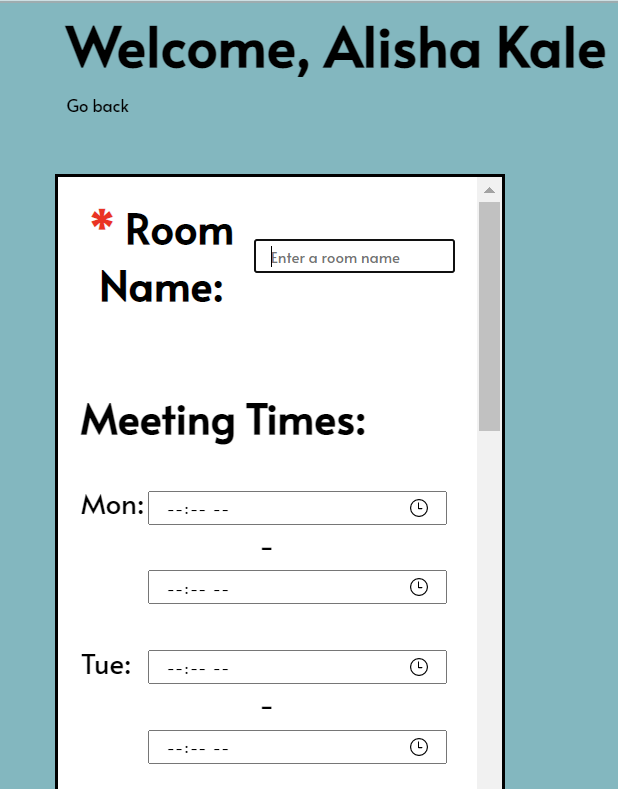 Welcome, Alisha Kale
Go back
* Room
Name:
Enter a room name
Meeting Times:
Mon: --:-- --
-
--:-- --
Tue: --:-- --
-
--:-- --